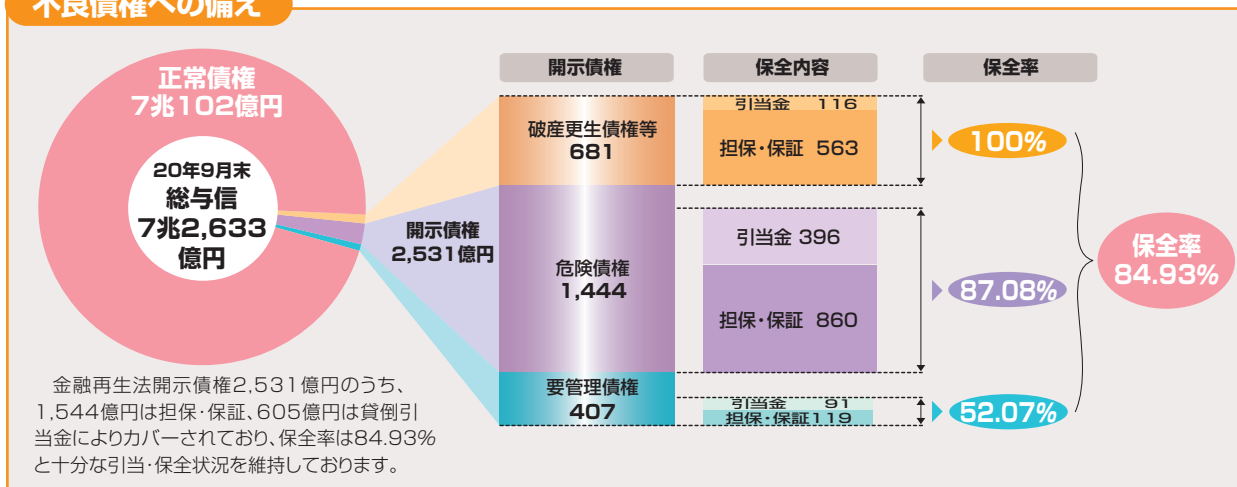 不良債権への備え
正常債権
7兆102億円
20年9月末
総与信
7兆2,633
億円
開示債権
2,531億円
開示債権
破産更生債権等
681
危険債権
1,444
要管理債権
407
保全内容
引当金 116
担保・保証 563
引当金 396
担保・保証 860
引当金 91
担保・保証119
保全率
100%
87.08%
52.07%
保全率
84.93%
金融再生法開示債権2,531億円のうち、
1,544億円は担保・保証、605億円は貸倒引
当金によりカバーされており、保全率は84.93%
と十分な引当・保全状況を維持しております。